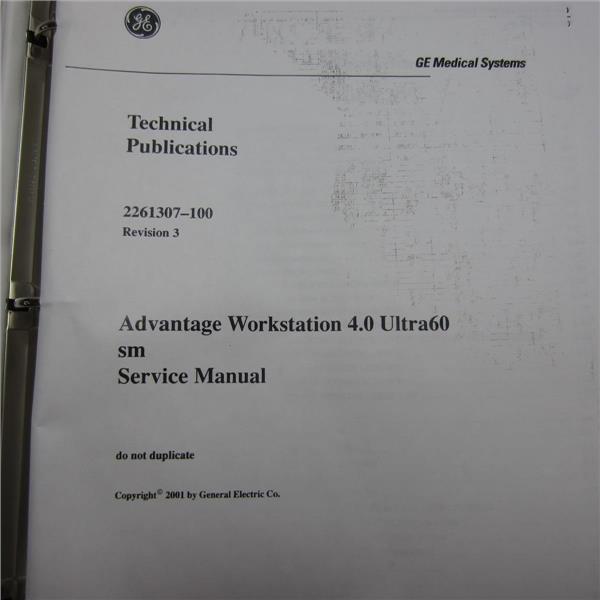 GE
GE Medical Systems
Technical
Publications
2261307–100
Revision 3
Advantage Workstation 4.0 Ultra60
sm
Service Manual
do not duplicate
Copyright© 2001 by General Electric Co.